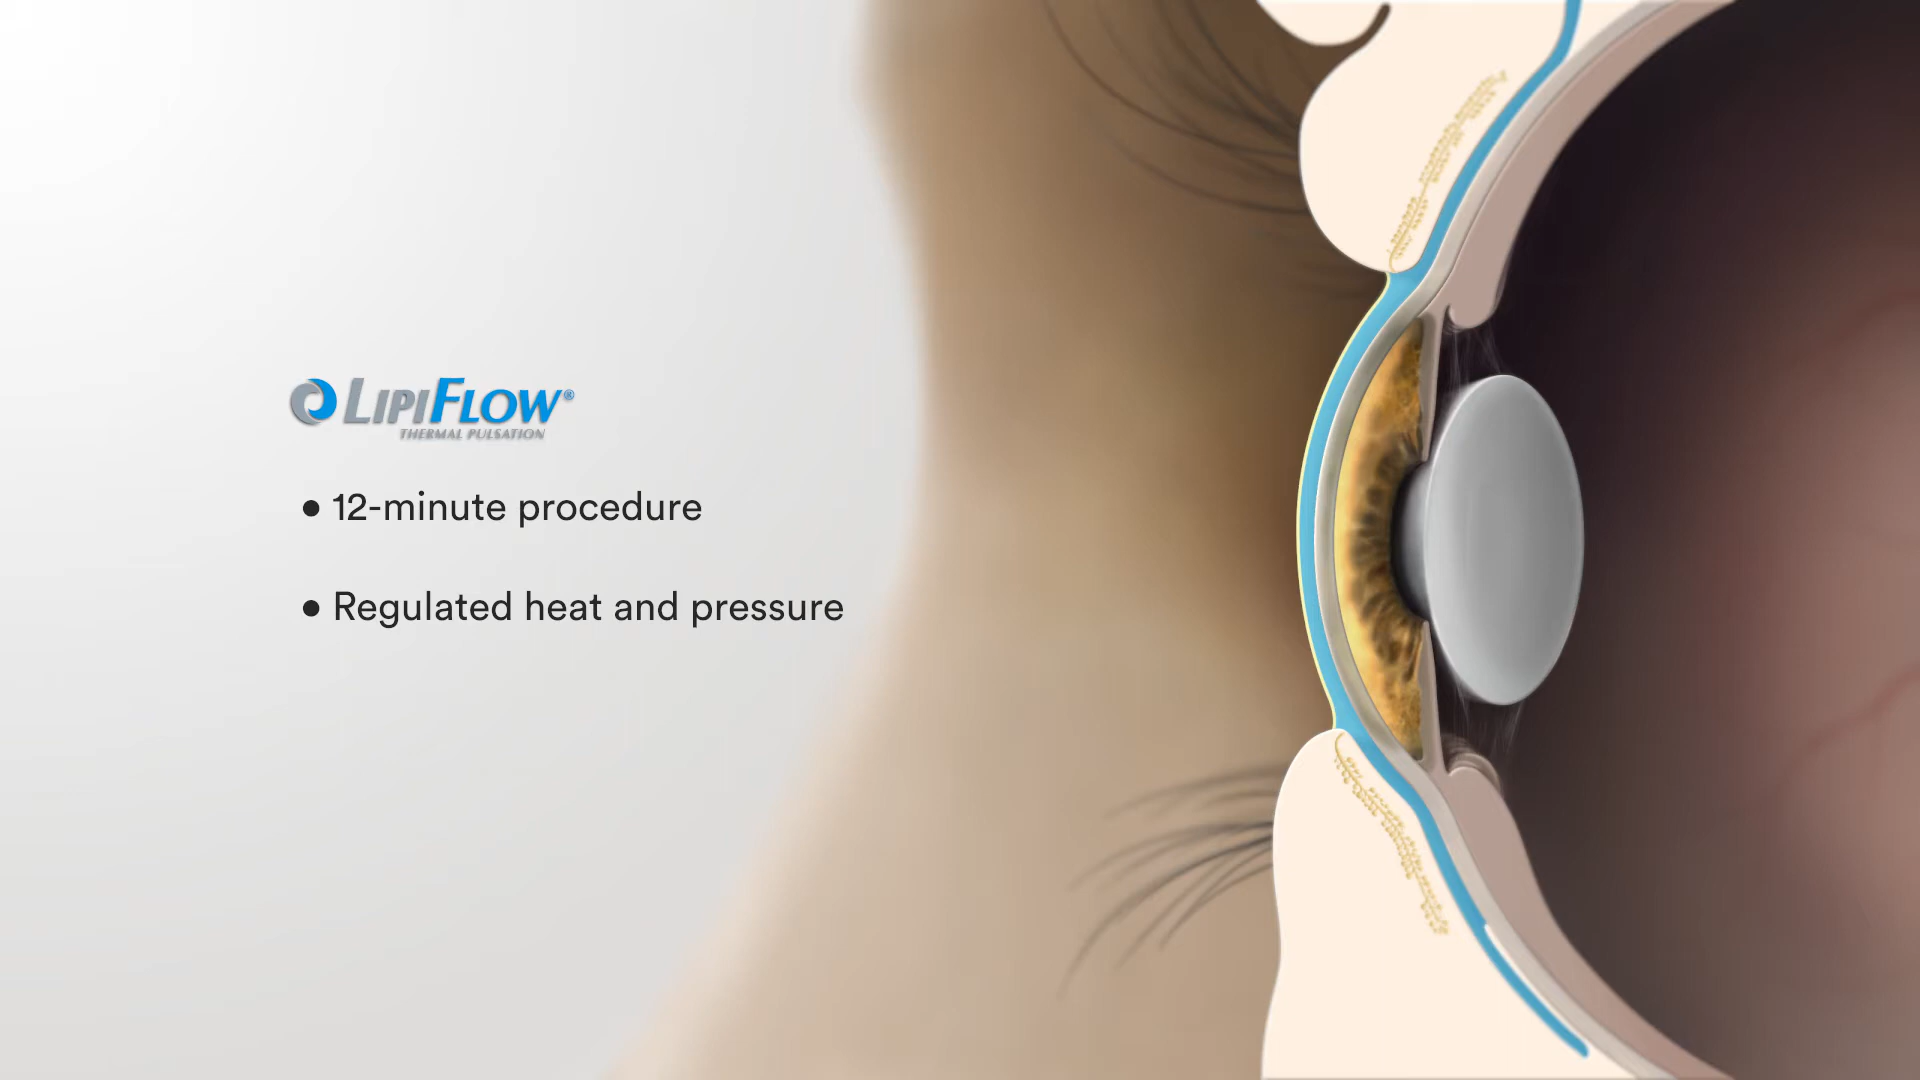 LIPIFLOW®
THERMAL PULSATION
● 12-minute procedure
● Regulated heat and pressure